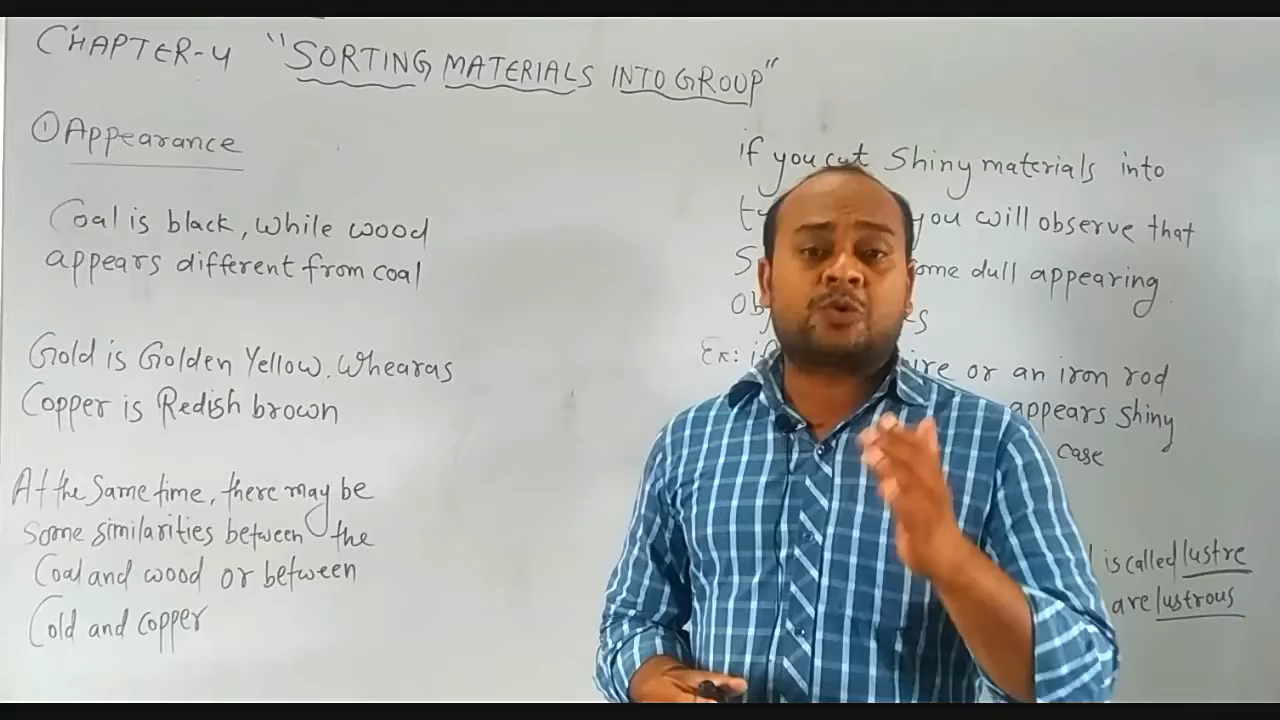 CHAPTER-4 "SORTING MATERIALS INTO GROUP"
① Appearance
Coal is black, while wood
appears different from coal
Gold is Golden Yellow. Whearas
Copper is Redish brown
At the Same time, there may be
some similarities between the
Coal and wood or between
Cold and copper
if you cut Shiny materials into
you will observe that
some dull appearing
Ex: if
or an iron rod
appears shiny
case
is called lustre
are lustrous